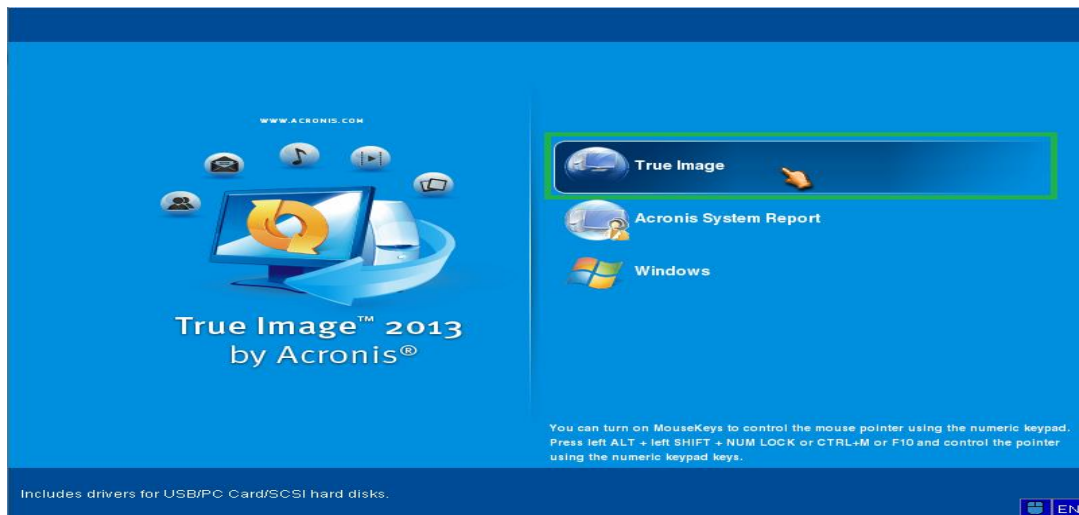 WWW.ACRONIS.COM
True Image™ 2013
by Acronis®
True Image
Acronis System Report
Windows
You can turn on MouseKeys to control the mouse pointer using the numeric keypad.
Press left ALT + left SHIFT + NUM LOCK or CTRL+M or F10 and control the pointer
using the numeric keypad keys.
Includes drivers for USB/PC Card/SCSI hard disks.
EN